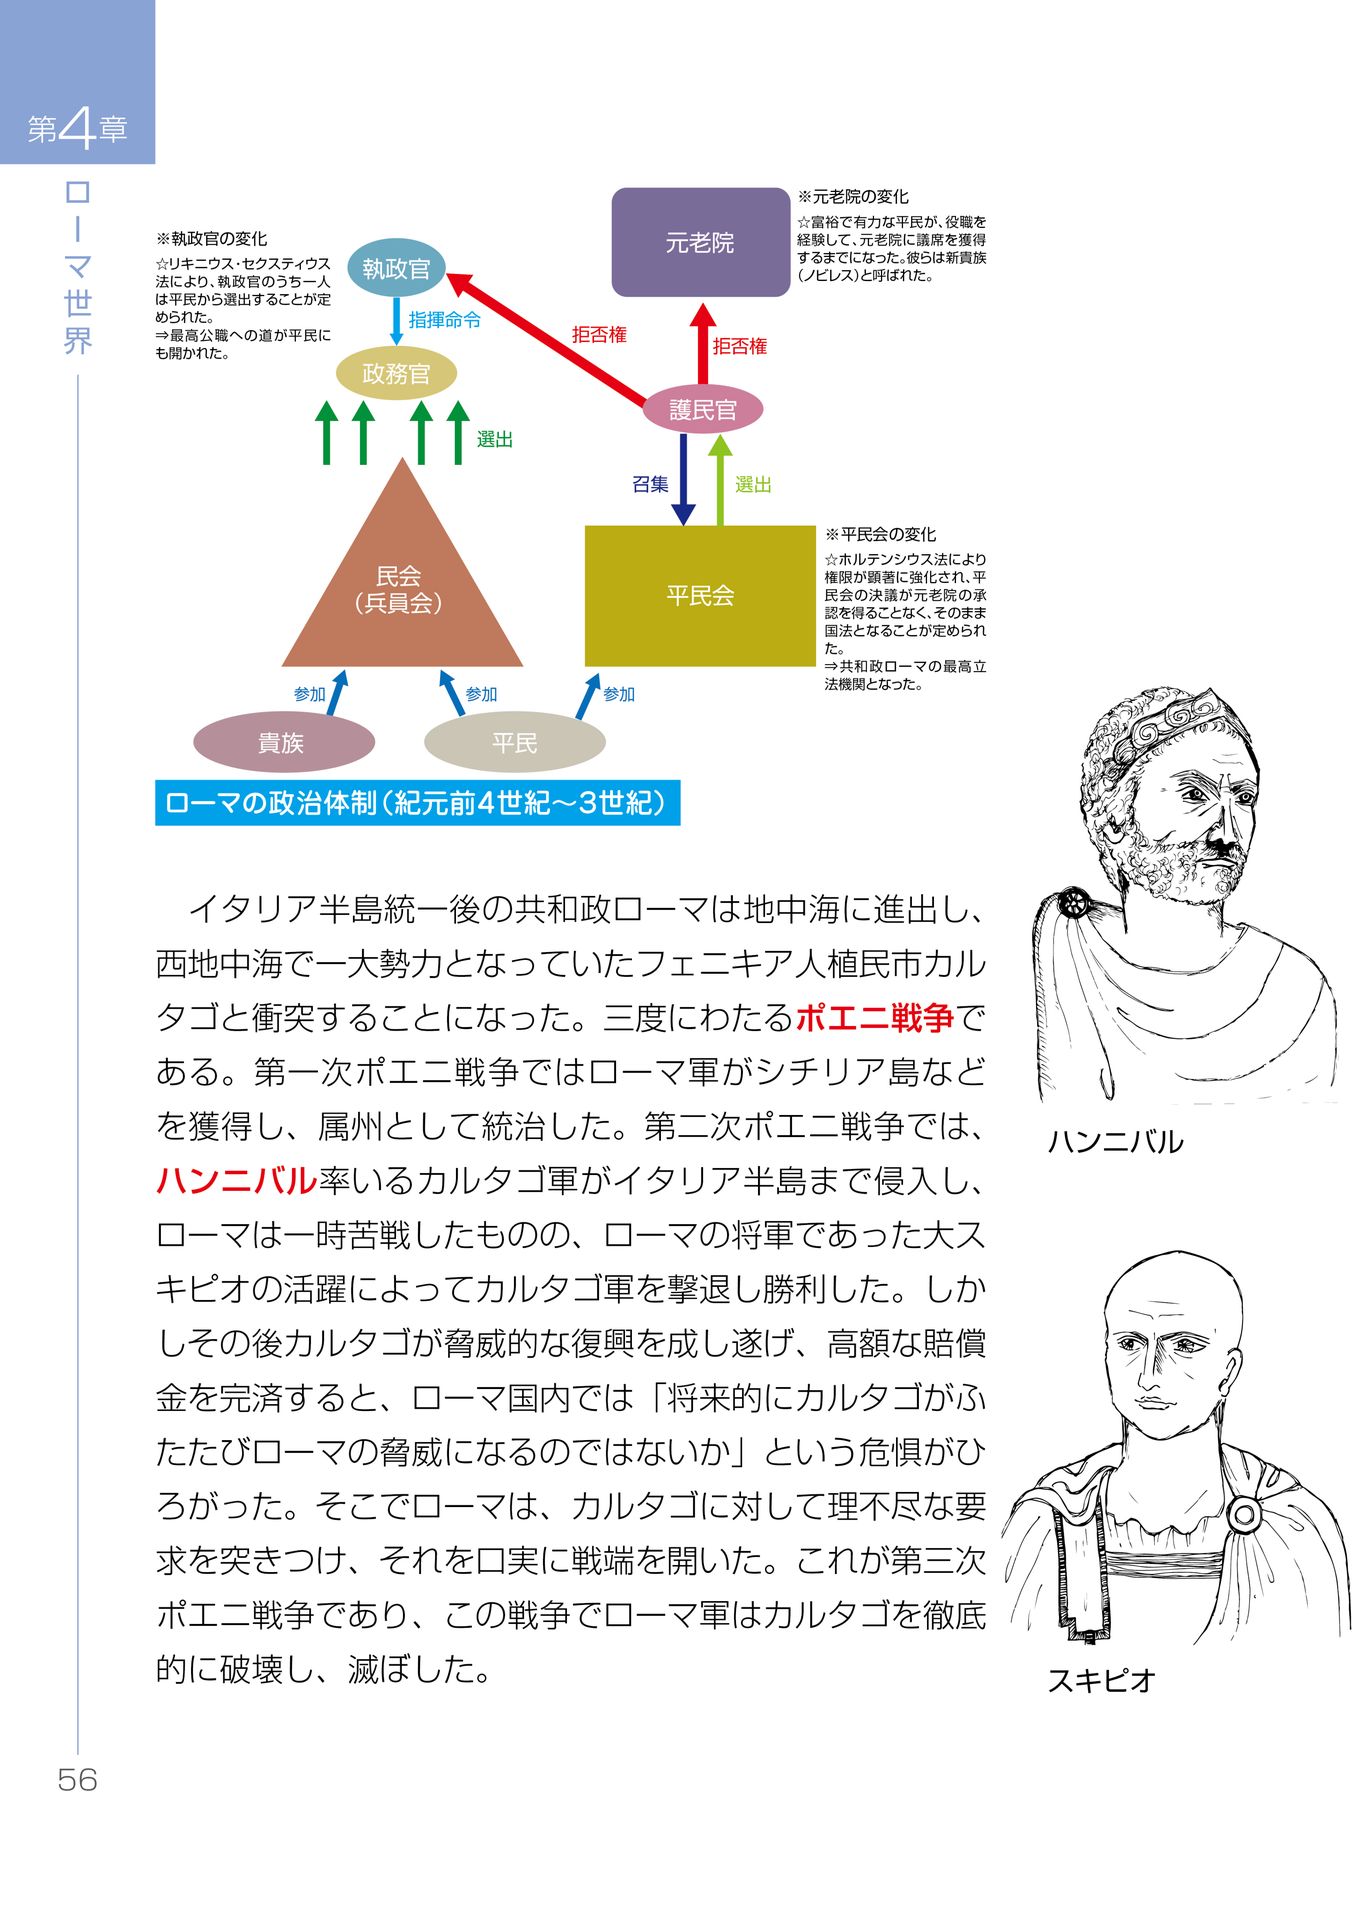 第4章
ローマ世界
※執政官の変化
☆リキニウス・セクスティウス
法により、執政官のうち一人
は平民から選出することが定
められた。
⇒最高公職への道が平民に
も開かれた。
執政官
指揮命令
政務官
選出
民会
（兵員会）
参加
参加
参加
貴族
平民
元老院
※元老院の変化
☆富裕で有力な平民が、役職を
経験して、元老院に議席を獲得
するまでになった。彼らは新貴族
（ノビレス）と呼ばれた。
拒否権
拒否権
護民官
召集
選出
平民会
※平民会の変化
☆ホルテンシウス法により
権限が顕著に強化され、平
民会の決議が元老院の承
認を得ることなく、そのまま
国法となることが定められ
た。
⇒共和政ローマの最高立
法機関となった。
ローマの政治体制（紀元前4世紀～3世紀）
イタリア半島統一後の共和政ローマは地中海に進出し、
西地中海で一大勢力となっていたフェニキア人植民市カル
タゴと衝突することになった。三度にわたるポエニ戦争で
ある。第一次ポエニ戦争ではローマ軍がシチリア島など
を獲得し、属州として統治した。第二次ポエニ戦争では、
ハンニバル率いるカルタゴ軍がイタリア半島まで侵入し、
ローマは一時苦戦したものの、ローマの将軍であった大ス
キピオの活躍によってカルタゴ軍を撃退し勝利した。しか
しその後カルタゴが脅威的な復興を成し遂げ、高額な賠償
金を完済すると、ローマ国内では「将来的にカルタゴがふ
たたびローマの脅威になるのではないか」という危惧がひ
ろがった。そこでローマは、カルタゴに対して理不尽な要
求を突きつけ、それを口実に戦端を開いた。これが第三次
ポエニ戦争であり、この戦争でローマ軍はカルタゴを徹底
的に破壊し、滅ぼした。
ハンニバル
スキピオ
56